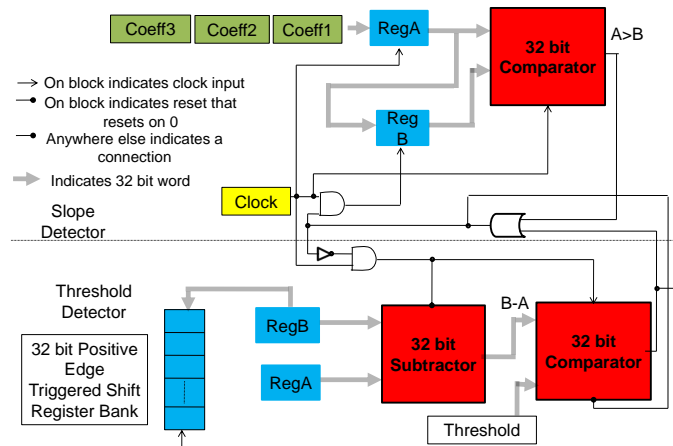 Coeff3
Coeff2
Coeff1
RegA
32 bit
Comparator
A>B
On block indicates clock input
On block indicates reset that
resets on 0
Anywhere else indicates a
connection
Indicates 32 bit word
Reg
B
Clock
Slope
Detector
Threshold
Detector
32 bit Positive
Edge
Triggered Shift
Register Bank
RegB
RegA
32 bit
Subtractor
B-A
32 bit
Comparator
Threshold